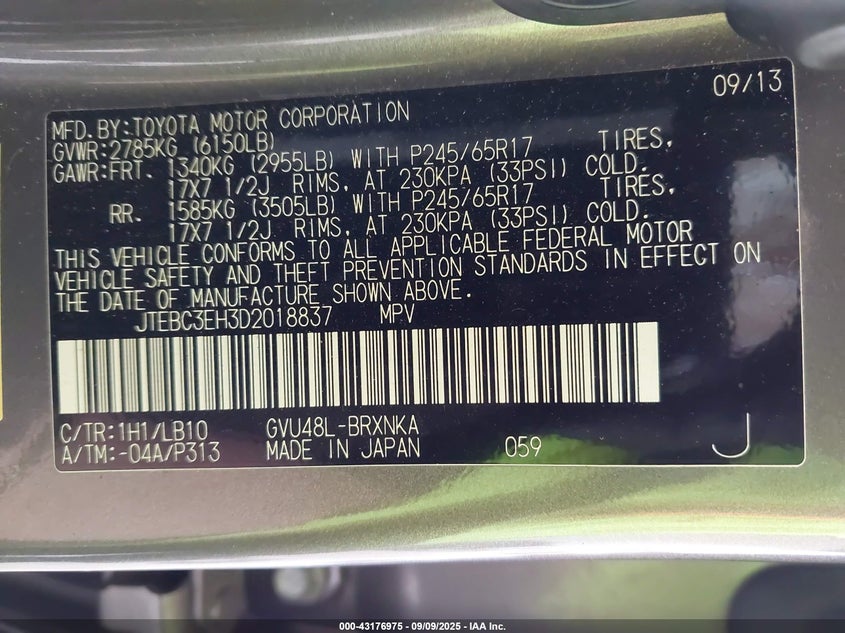 09/13
MFD.BY:TOYOTA MOTOR CORPORATION
GVWR:2785KG (6150LB)
GAWR:FRT. 1340KG (2955LB) WITH P245/65R17 TIRES,
17X7 1/2J RIMS, AT 230KPA (33PSI) COLD.
RR. 1585KG (3505LB) WITH P245/65R17 TIRES,
17X7 1/2J RIMS, AT 230KPA (33PSI) COLD.
THIS VEHICLE CONFORMS TO ALL APPLICABLE FEDERAL MOTOR
VEHICLE SAFETY AND THEFT PREVENTION STANDARDS IN EFFECT ON
THE DATE OF MANUFACTURE SHOWN ABOVE.
JTEBC3EH3D2018837 MPV
C/TR:1H1/LB10 GVU48L-BRXNKA
A/TM:-04A/P313 MADE IN JAPAN 059 J
000-43176975 - 09/09/2025 - IAA Inc.